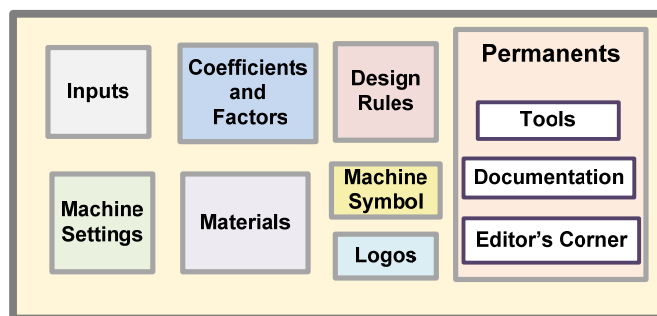 Inputs
Coefficients
and
Factors
Design
Rules
Permanents
Tools
Documentation
Editor's Corner
Machine
Settings
Materials
Machine
Symbol
Logos